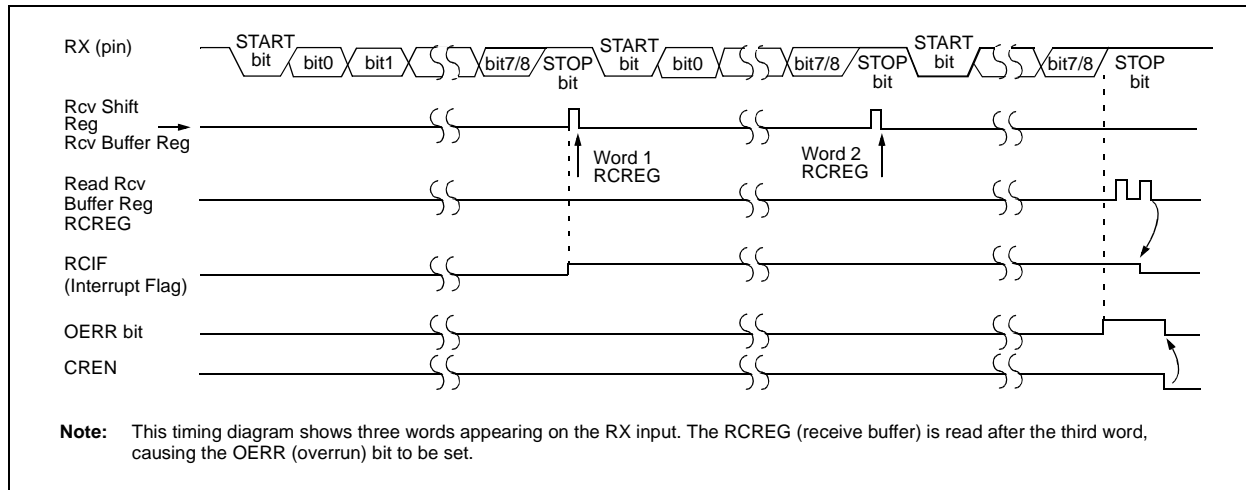 RX (pin)
START
bit
bit0
bit1
bit7/8
STOP
bit
START
bit
bit0
bit7/8
STOP
bit
START
bit
bit7/8
STOP
bit
Rcv Shift
Reg
Rcv Buffer Reg
Word 1
RCREG
Word 2
RCREG
Read Rcv
Buffer Reg
RCREG
RCIF
(Interrupt Flag)
OERR bit
CREN
Note: This timing diagram shows three words appearing on the RX input. The RCREG (receive buffer) is read after the third word,
causing the OERR (overrun) bit to be set.